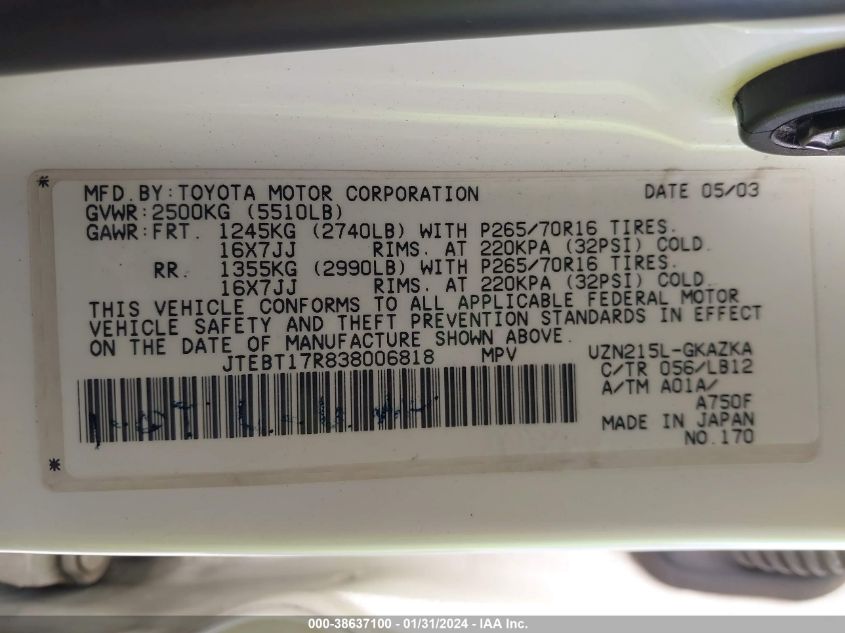 MFD.BY:TOYOTA MOTOR CORPORATION DATE 05/03
GVWR:2500KG (5510LB)
GAWR:FRT. 1245KG (2740LB) WITH P265/70R16 TIRES.
16X7JJ RIMS. AT 220KPA (32PSI) COLD.
RR. 1355KG (2990LB) WITH P265/70R16 TIRES.
16X7JJ RIMS. AT 220KPA (32PSI) COLD.
THIS VEHICLE CONFORMS TO ALL APPLICABLE FEDERAL MOTOR
VEHICLE SAFETY AND THEFT PREVENTION STANDARDS IN EFFECT
ON THE DATE OF MANUFACTURE SHOWN ABOVE.
JTEBT17R838006818 MPV UZN215L-GKAZKA
C/TR 056/LB12
A/TM A01A/
A750F
MADE IN JAPAN
NO.170
000-38637100 - 01/31/2024 - IAA Inc.